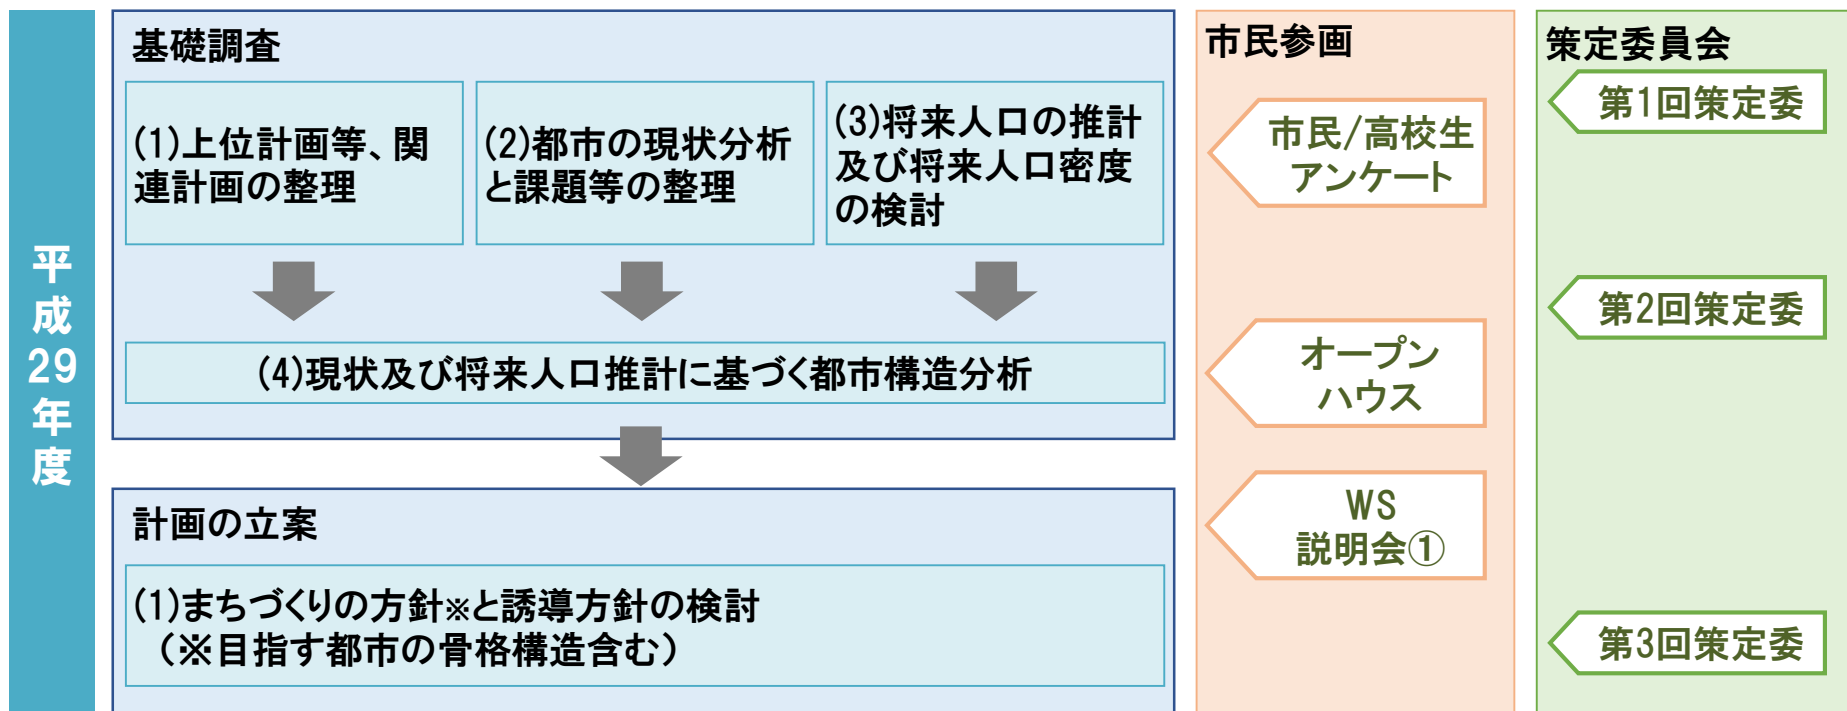 平成29年度
基礎調査
(1)上位計画等、関
連計画の整理
(2)都市の現状分析
と課題等の整理
(3)将来人口の推計
及び将来人口密度
の検討
(4)現状及び将来人口推計に基づく都市構造分析
計画の立案
(1)まちづくりの方針※と誘導方針の検討
（※目指す都市の骨格構造含む）
市民参画
市民/高校生
アンケート
オープン
ハウス
WS
説明会①
策定委員会
第1回策定委
第2回策定委
第3回策定委